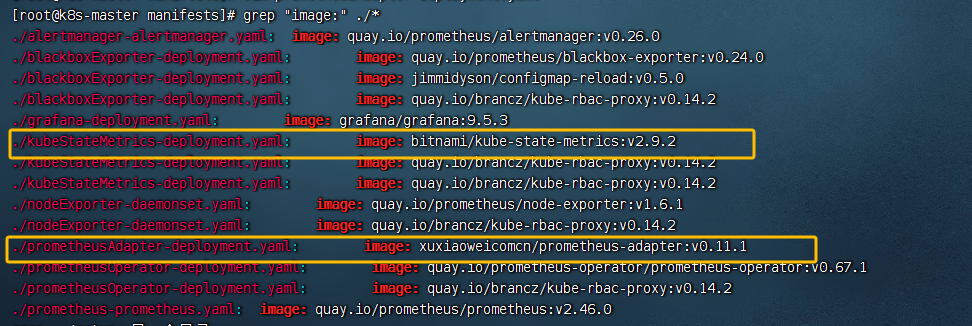 [root@k8s-master manifests]# grep "image:" ./*
./alertmanager-alertmanager.yaml:  image: quay.io/prometheus/alertmanager:v0.26.0
./blackboxExporter-deployment.yaml:        image: quay.io/prometheus/blackbox-exporter:v0.24.0
./blackboxExporter-deployment.yaml:        image: jimmidyson/configmap-reload:v0.5.0
./blackboxExporter-deployment.yaml:        image: quay.io/brancz/kube-rbac-proxy:v0.14.2
./grafana-deployment.yaml:        image: grafana/grafana:9.5.3
./kubeStateMetrics-deployment.yaml:        image: bitnami/kube-state-metrics:v2.9.2
./kubeStateMetrics-deployment.yaml:        image: quay.io/brancz/kube-rbac-proxy:v0.14.2
./kubeStateMetrics-deployment.yaml:        image: quay.io/brancz/kube-rbac-proxy:v0.14.2
./nodeExporter-daemonset.yaml:        image: quay.io/prometheus/node-exporter:v1.6.1
./nodeExporter-daemonset.yaml:        image: quay.io/brancz/kube-rbac-proxy:v0.14.2
./prometheusAdapter-deployment.yaml:        image: xuxiaoweicomcn/prometheus-adapter:v0.11.1
./prometheusOperator-deployment.yaml:        image: quay.io/prometheus-operator/prometheus-operator:v0.67.1
./prometheusOperator-deployment.yaml:        image: quay.io/brancz/kube-rbac-proxy:v0.14.2
./prometheus-prometheus.yaml:  image: quay.io/prometheus/prometheus:v2.46.0